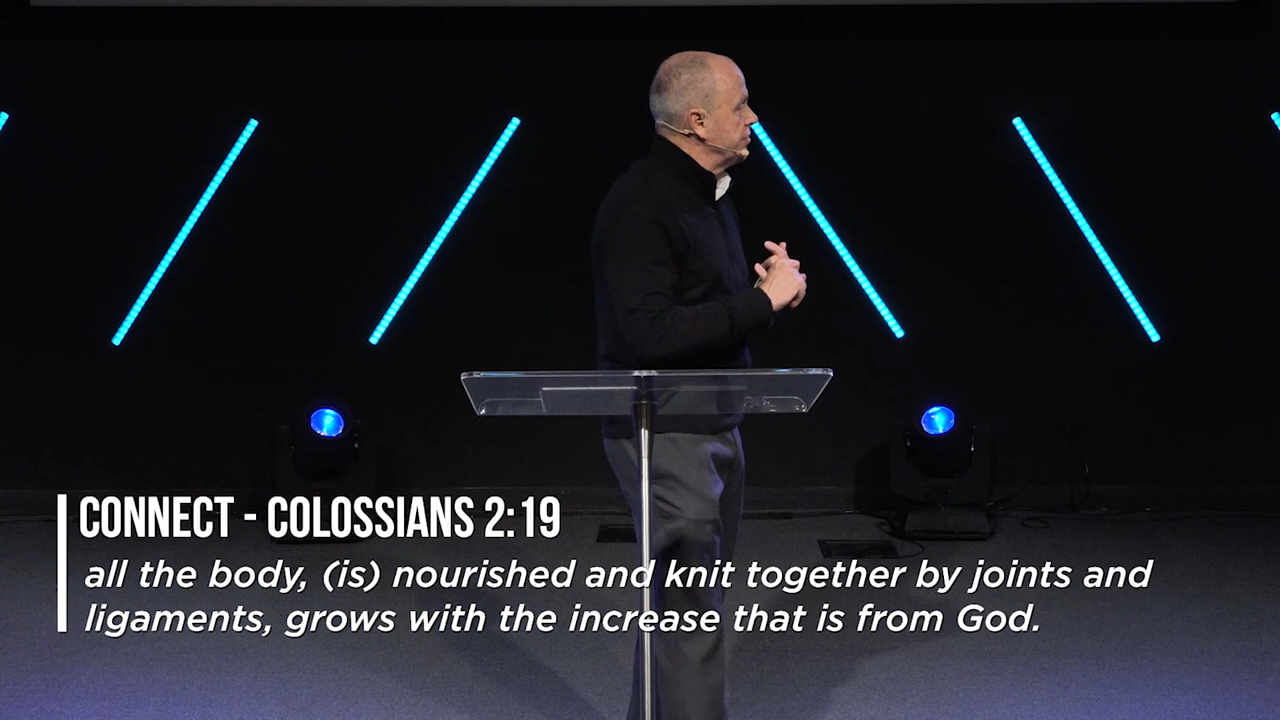 CONNECT - COLOSSIANS 2:19
all the body, (is) nourished and knit together by joints and
ligaments, grows with the increase that is from God.